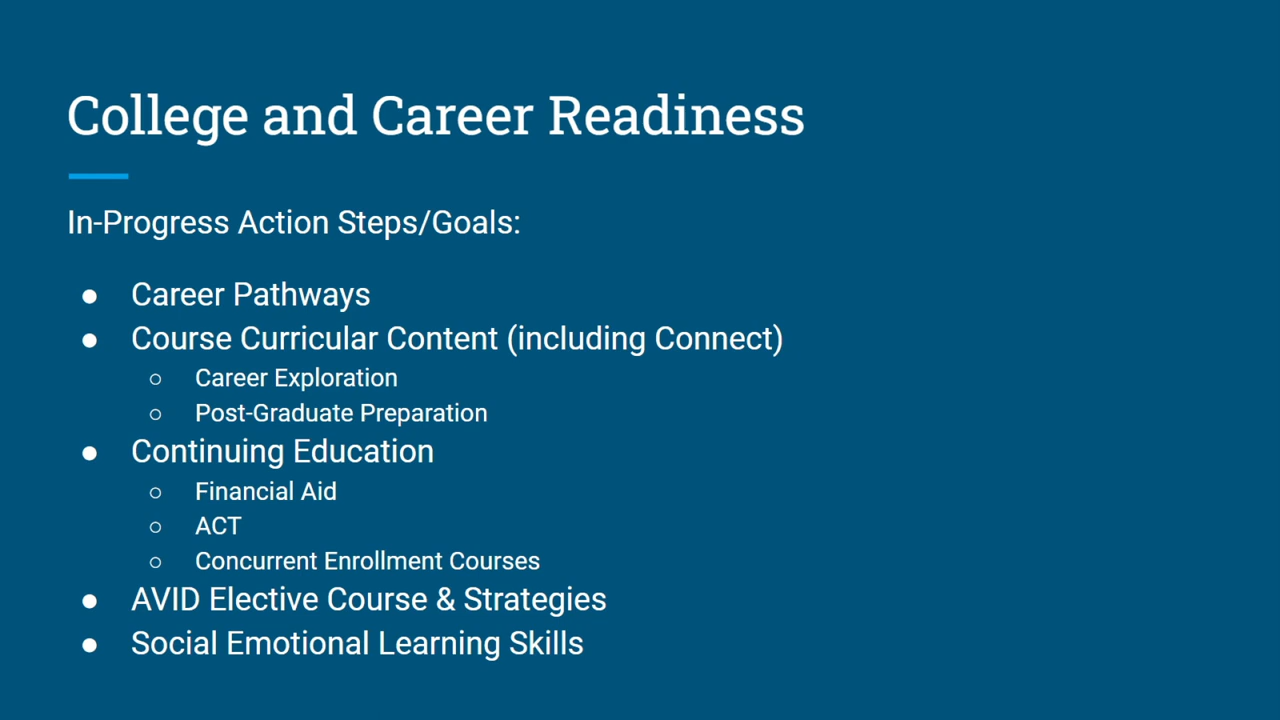 College and Career Readiness
In-Progress Action Steps/Goals:
● Career Pathways
● Course Curricular Content (including Connect)
○ Career Exploration
○ Post-Graduate Preparation
● Continuing Education
○ Financial Aid
○ ACT
○ Concurrent Enrollment Courses
● AVID Elective Course & Strategies
● Social Emotional Learning Skills